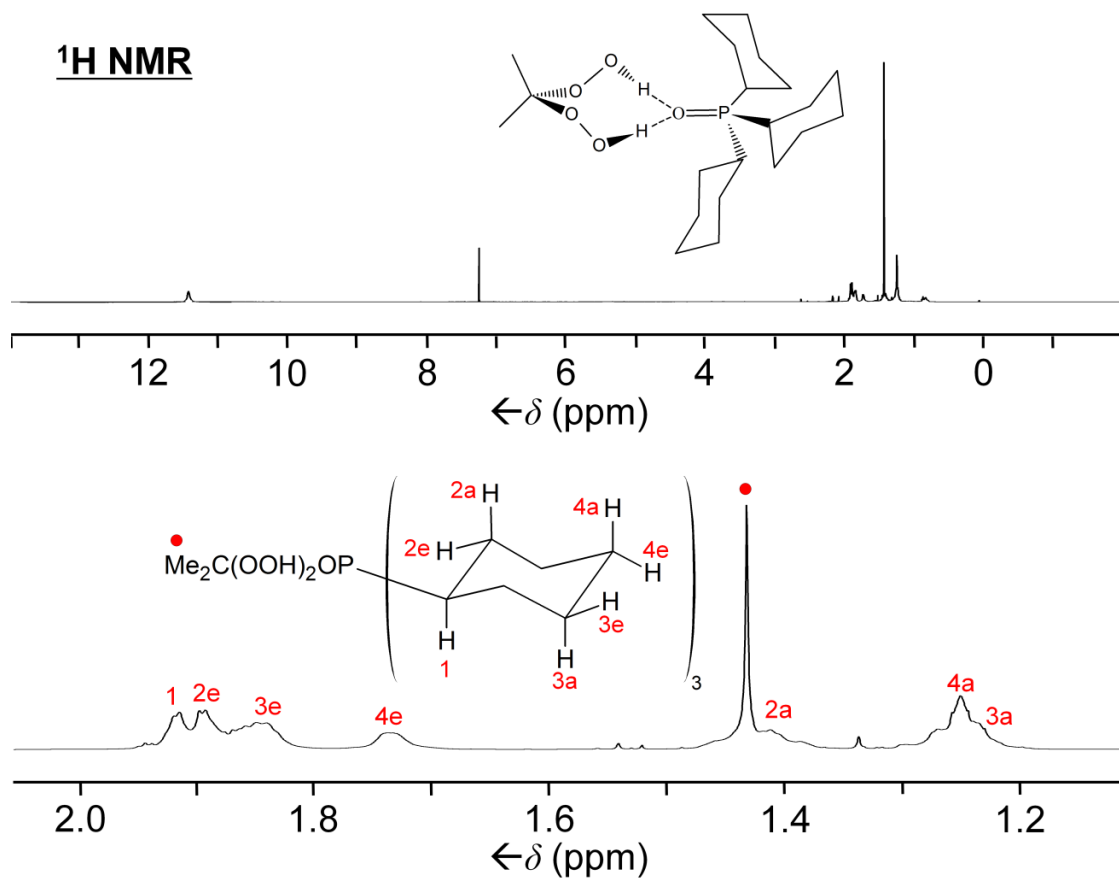 ¹H NMR
O
H
O
O
O
H
O
P
12 10 8 6 4 2 0
←δ (ppm)
2a H
4a
H
2e H
H 4e
Me₂C(OOH)₂OP
H
3e
H
1
H
3a
3
1
2e
3e
4e
2a
4a
3a
2.0 1.8 1.6 1.4 1.2
←δ (ppm)